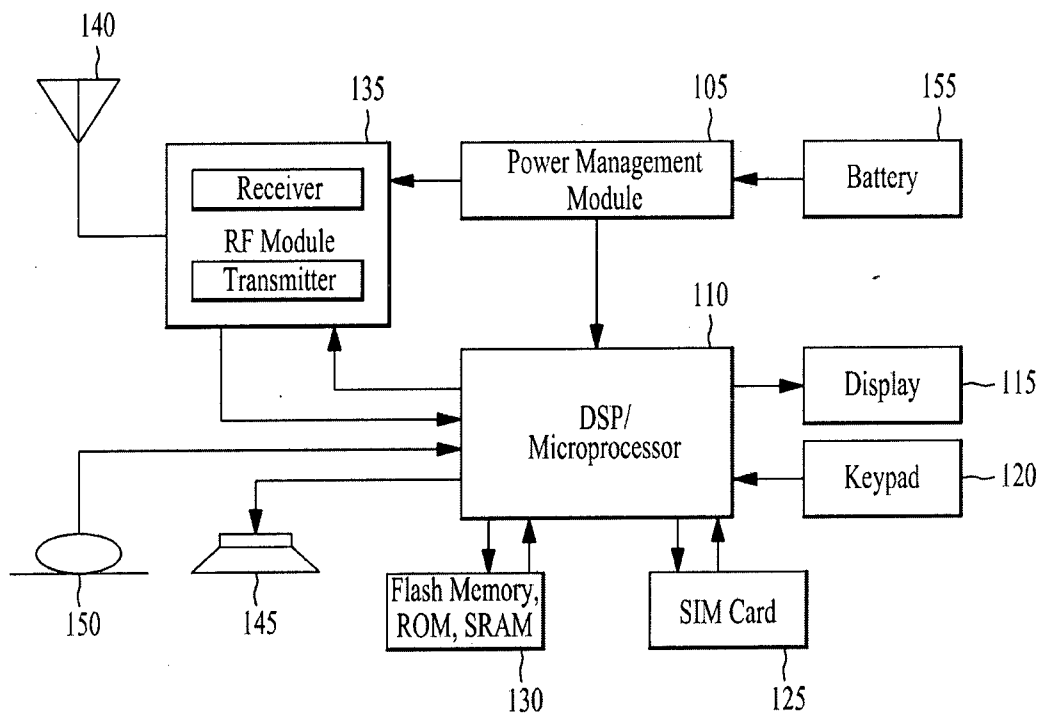 140
135
105
155
Receiver
RF Module
Transmitter
Power Management
Module
Battery
110
DSP/
Microprocessor
Display
115
Keypad
120
150
145
Flash Memory,
ROM, SRAM
130
SIM Card
125